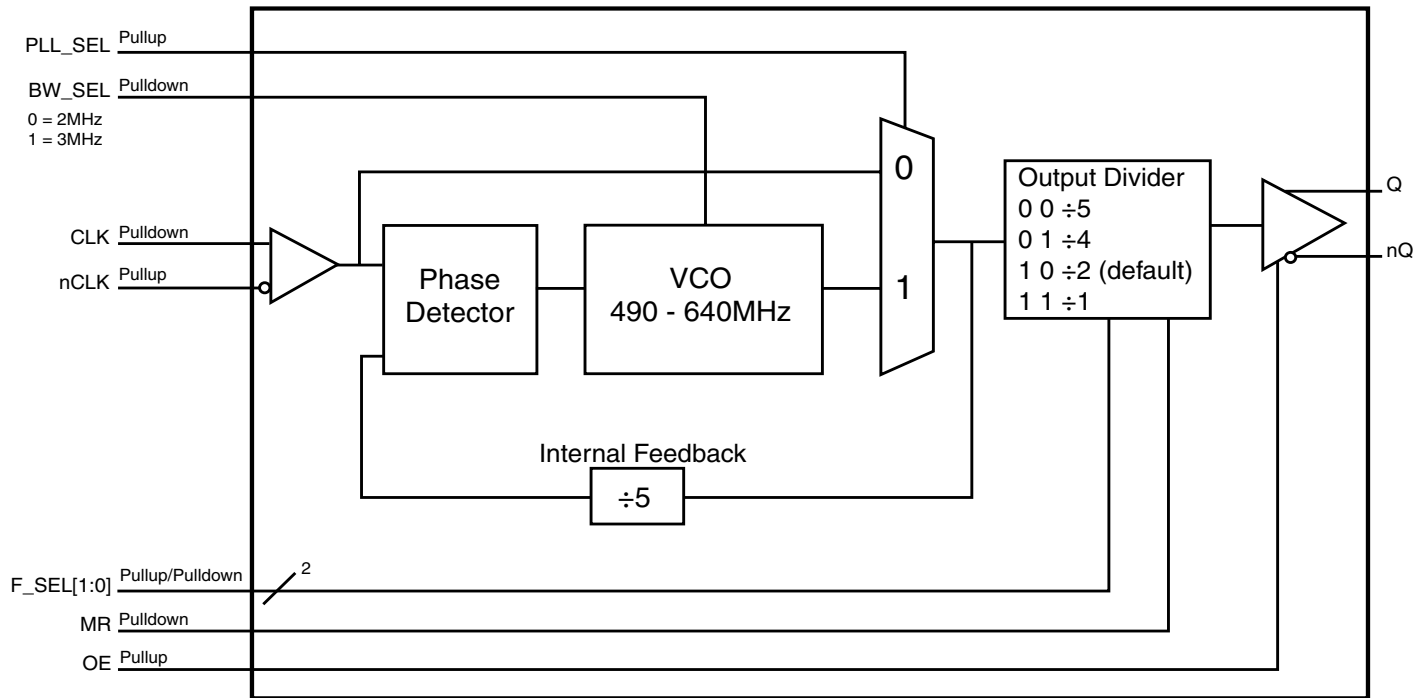 PLL_SEL Pullup
BW_SEL Pulldown
0 = 2MHz
1 = 3MHz
CLK Pulldown
nCLK Pullup
Phase
Detector
VCO
490 - 640MHz
0
1
Output Divider
0 0 ÷5
0 1 ÷4
1 0 ÷2 (default)
1 1 ÷1
Q
nQ
Internal Feedback
÷5
F_SEL[1:0] Pullup/Pulldown
2
MR Pulldown
OE Pullup